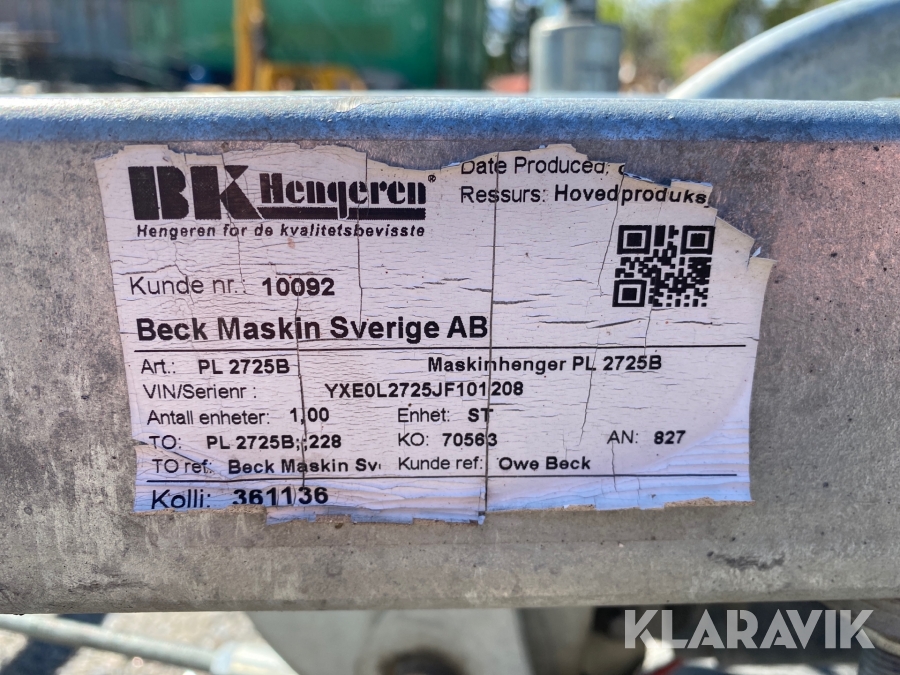 BK Hengeren®
Hengeren for de kvalitetsbevisste
Date Produced:
Ressurs: Hovedproduks
Kunde nr.: 10092
Beck Maskin Sverige AB
Art.: PL 2725B Maskinhenger PL 2725B
VIN/Serienr : YXE0L2725JF101208
Antall enheter: 1,00 Enhet: ST
TO: PL 2725B;;228 KO: 70563 AN: 827
TO ref: Beck Maskin Sv Kunde ref: Owe Beck
Kolli: 361136
KLARAVIK